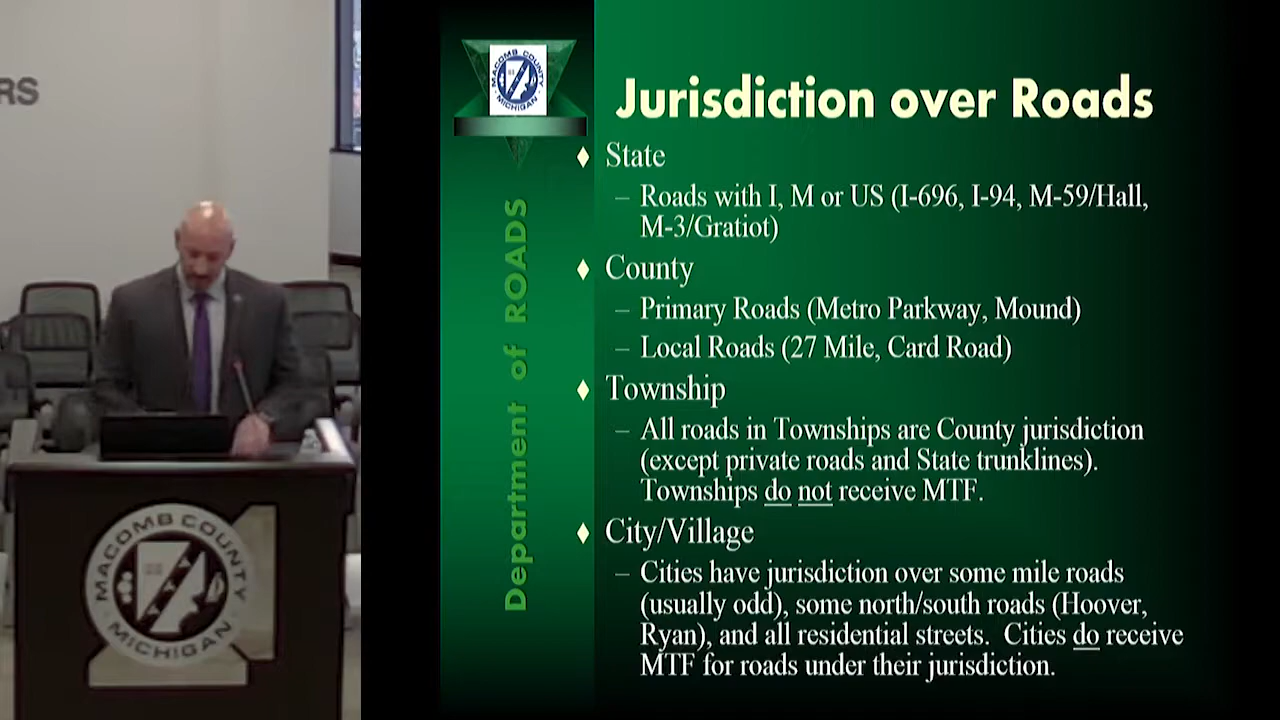 RS
MACOMB COUNTY
MICHIGAN
Department of ROADS
Jurisdiction over Roads
♦ State
– Roads with I, M or US (I-696, I-94, M-59/Hall,
M-3/Gratiot)
♦ County
– Primary Roads (Metro Parkway, Mound)
– Local Roads (27 Mile, Card Road)
♦ Township
– All roads in Townships are County jurisdiction
(except private roads and State trunklines).
Townships do not receive MTF.
♦ City/Village
– Cities have jurisdiction over some mile roads
(usually odd), some north/south roads (Hoover,
Ryan), and all residential streets. Cities do receive
MTF for roads under their jurisdiction.
MACOMB COUNTY
MICHIGAN